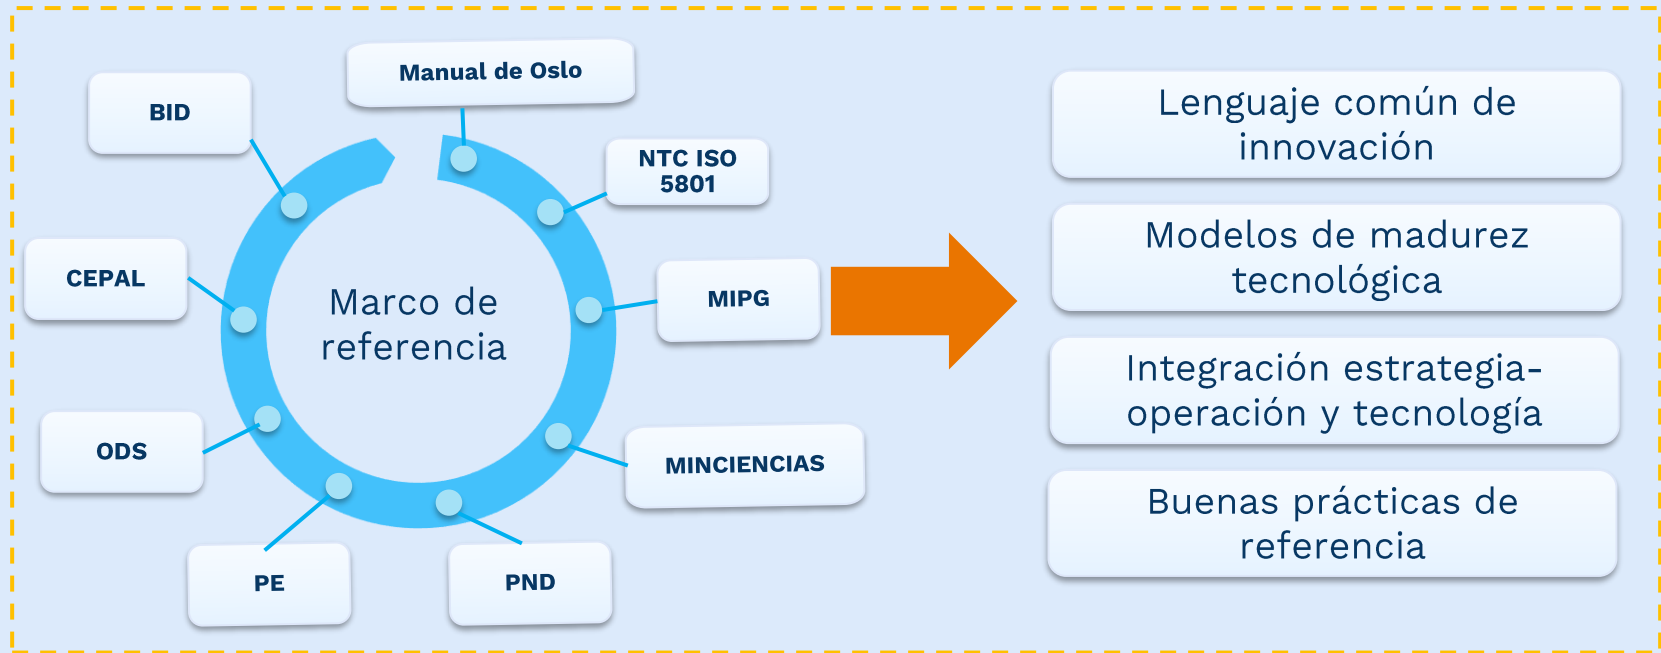 Manual de Oslo
BID
NTC ISO
5801
CEPAL
MIPG
Marco de
referencia
ODS
MINCIENCIAS
PE
PND
Lenguaje común de
innovación
Modelos de madurez
tecnológica
Integración estrategia-
operación y tecnología
Buenas prácticas de
referencia